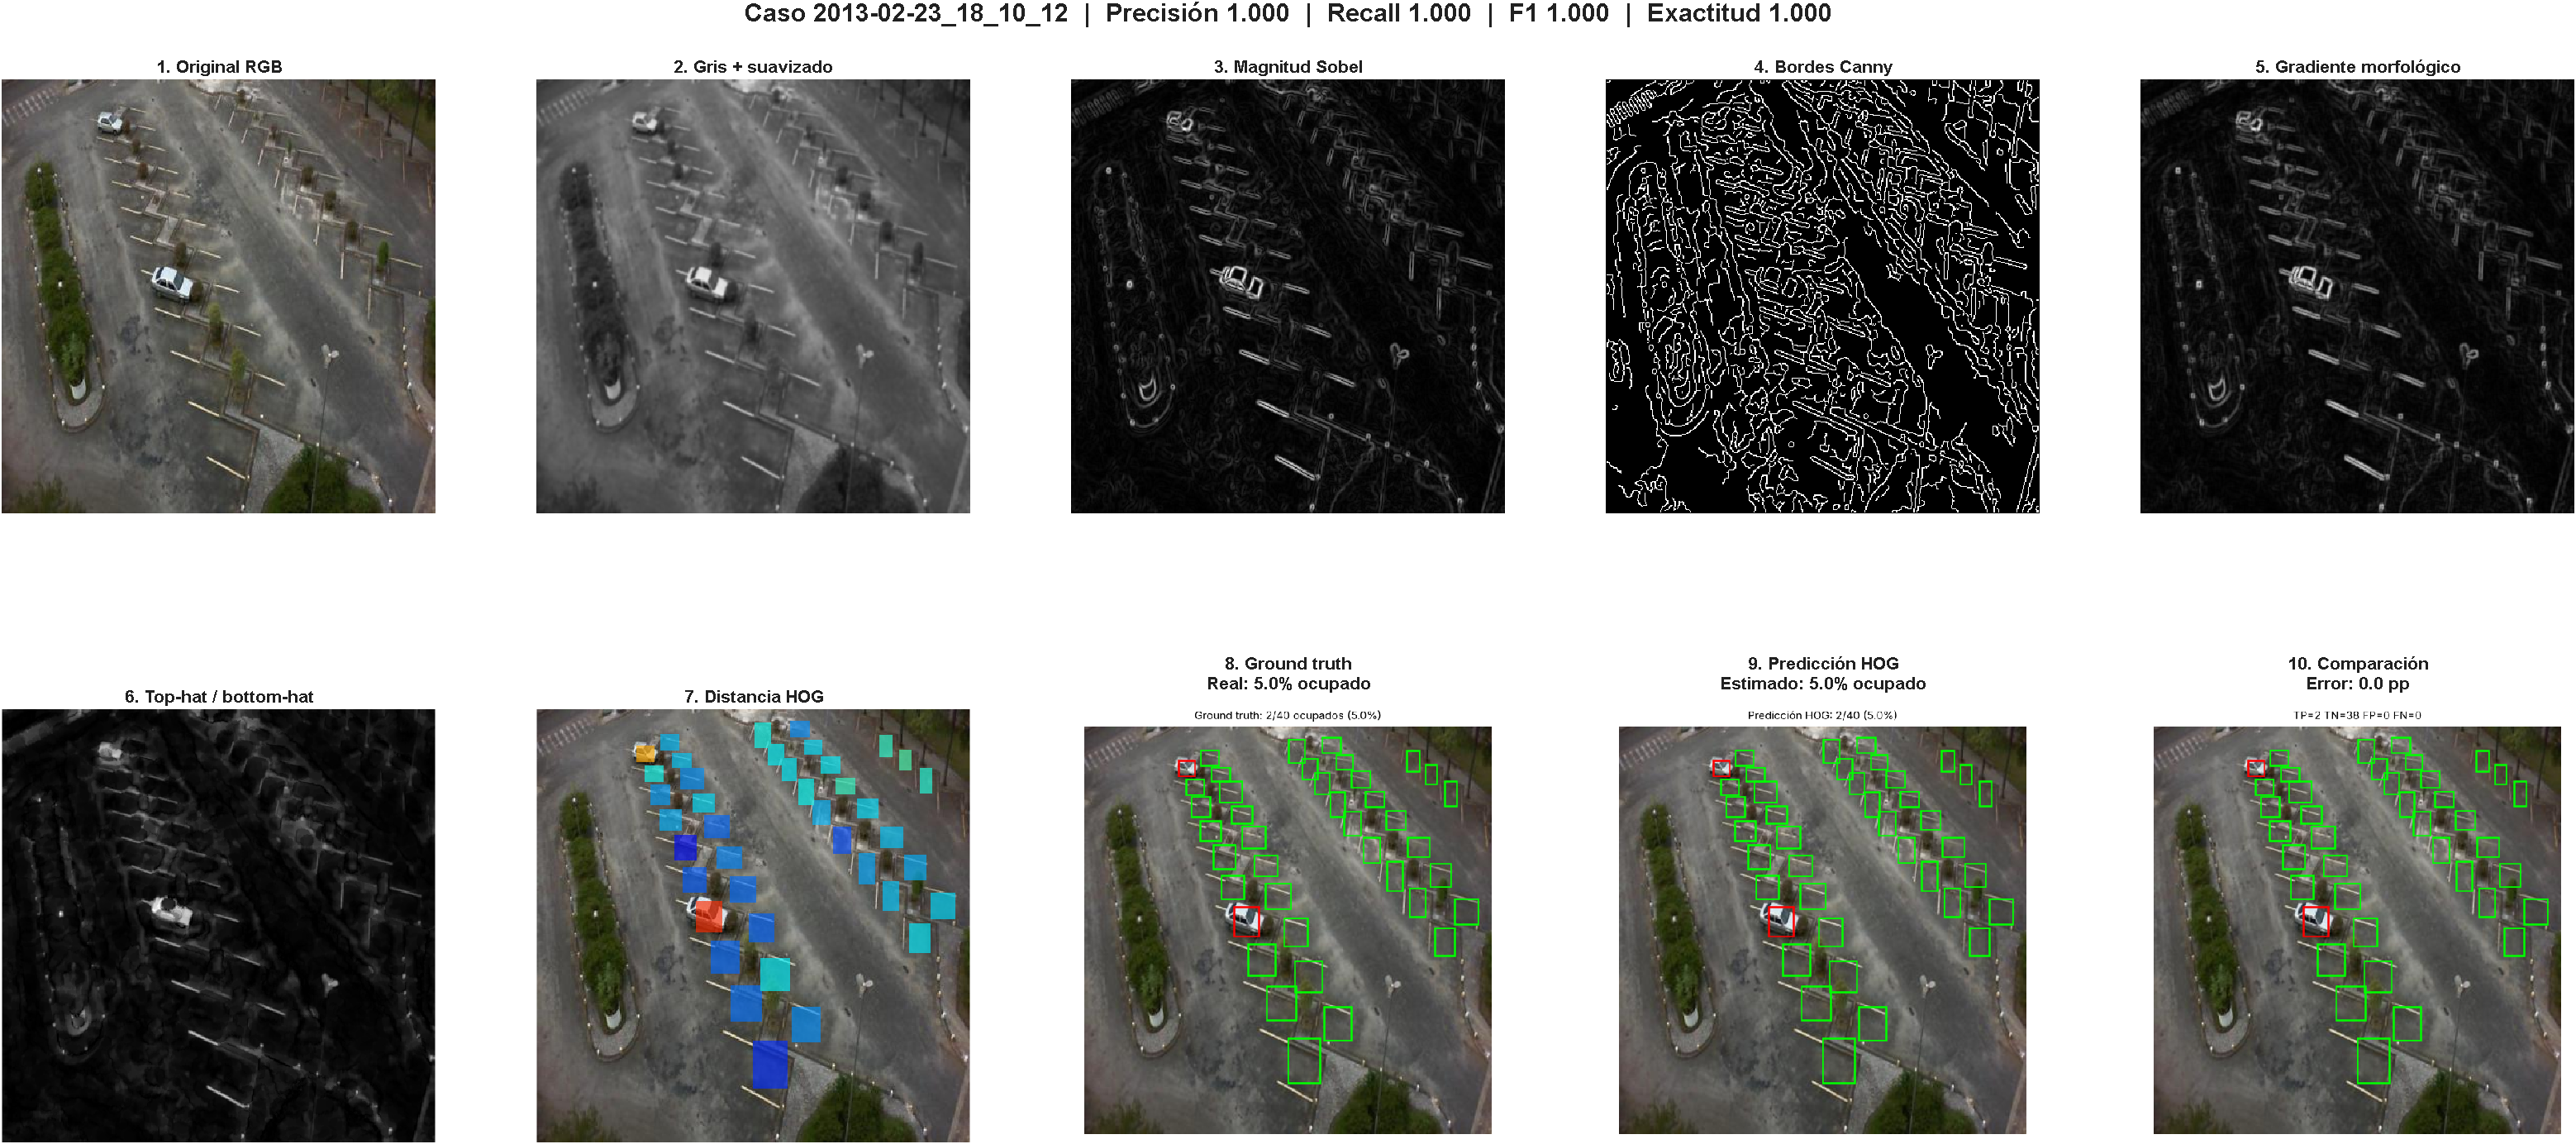 Caso 2013-02-23_18_10_12 | Precisión 1.000 | Recall 1.000 | F1 1.000 | Exactitud 1.000
1. Original RGB
2. Gris + suavizado
3. Magnitud Sobel
4. Bordes Canny
5. Gradiente morfológico
6. Top-hat / bottom-hat
7. Distancia HOG
8. Ground truth
Real: 5.0% ocupado
Ground truth: 2/40 ocupados (5.0%)
9. Predicción HOG
Estimado: 5.0% ocupado
Predicción HOG: 2/40 (5.0%)
10. Comparación
Error: 0.0 pp
TP=2 TN=38 FP=0 FN=0